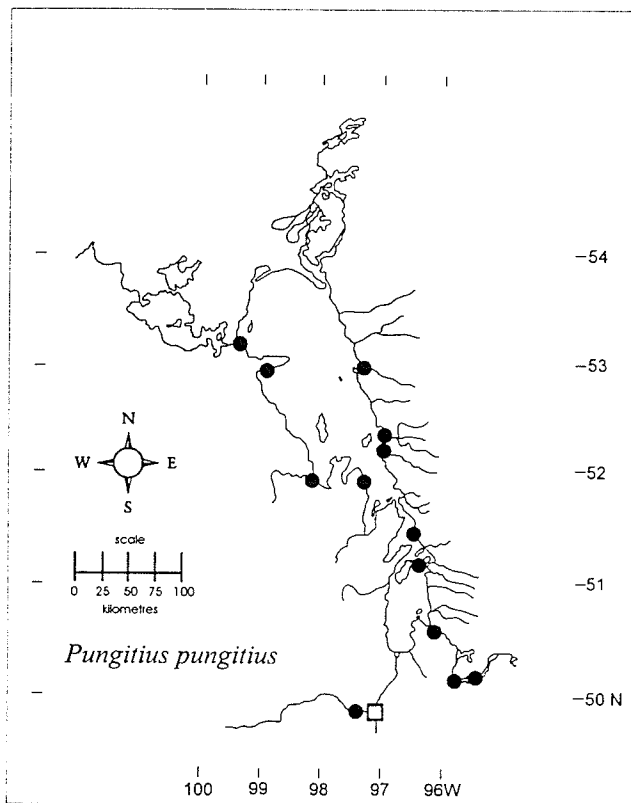 54
53
N
W E
52
S
scale
0 25 50 75 100
kilometres
51
Pungitius pungitius
50 N
100 99 98 97 96W